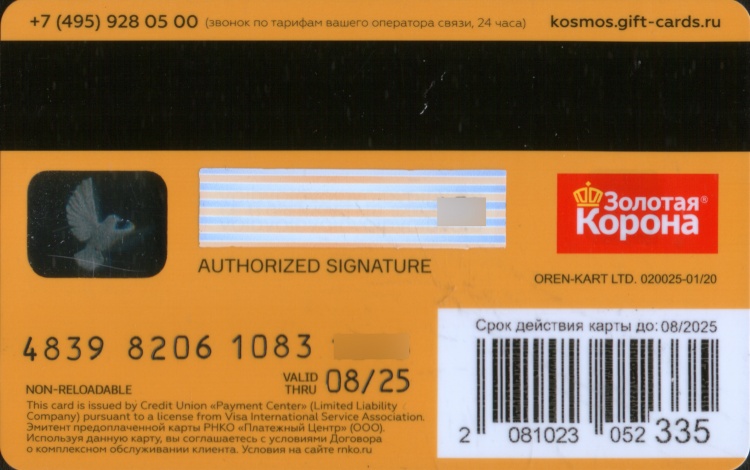 +7 (495) 928 05 00 (звонок по тарифам вашего оператора связи, 24 часа) kosmos.gift-cards.ru
Золотая®
Корона
AUTHORIZED SIGNATURE
OREN-KART LTD. 020025-01/20
4839 8206 1083
Срок действия карты до: 08/2025
NON-RELOADABLE
VALID
THRU 08/25
This card is issued by Credit Union «Payment Center» (Limited Liability
Company) pursuant to a license from Visa International Service Association.
Эмитент предоплаченной карты РНКО «Платежный Центр» (ООО).
Используя данную карту, вы соглашаетесь с условиями Договора
о комплексном обслуживании клиента. Условия на сайте rnko.ru
2 081023 052 335